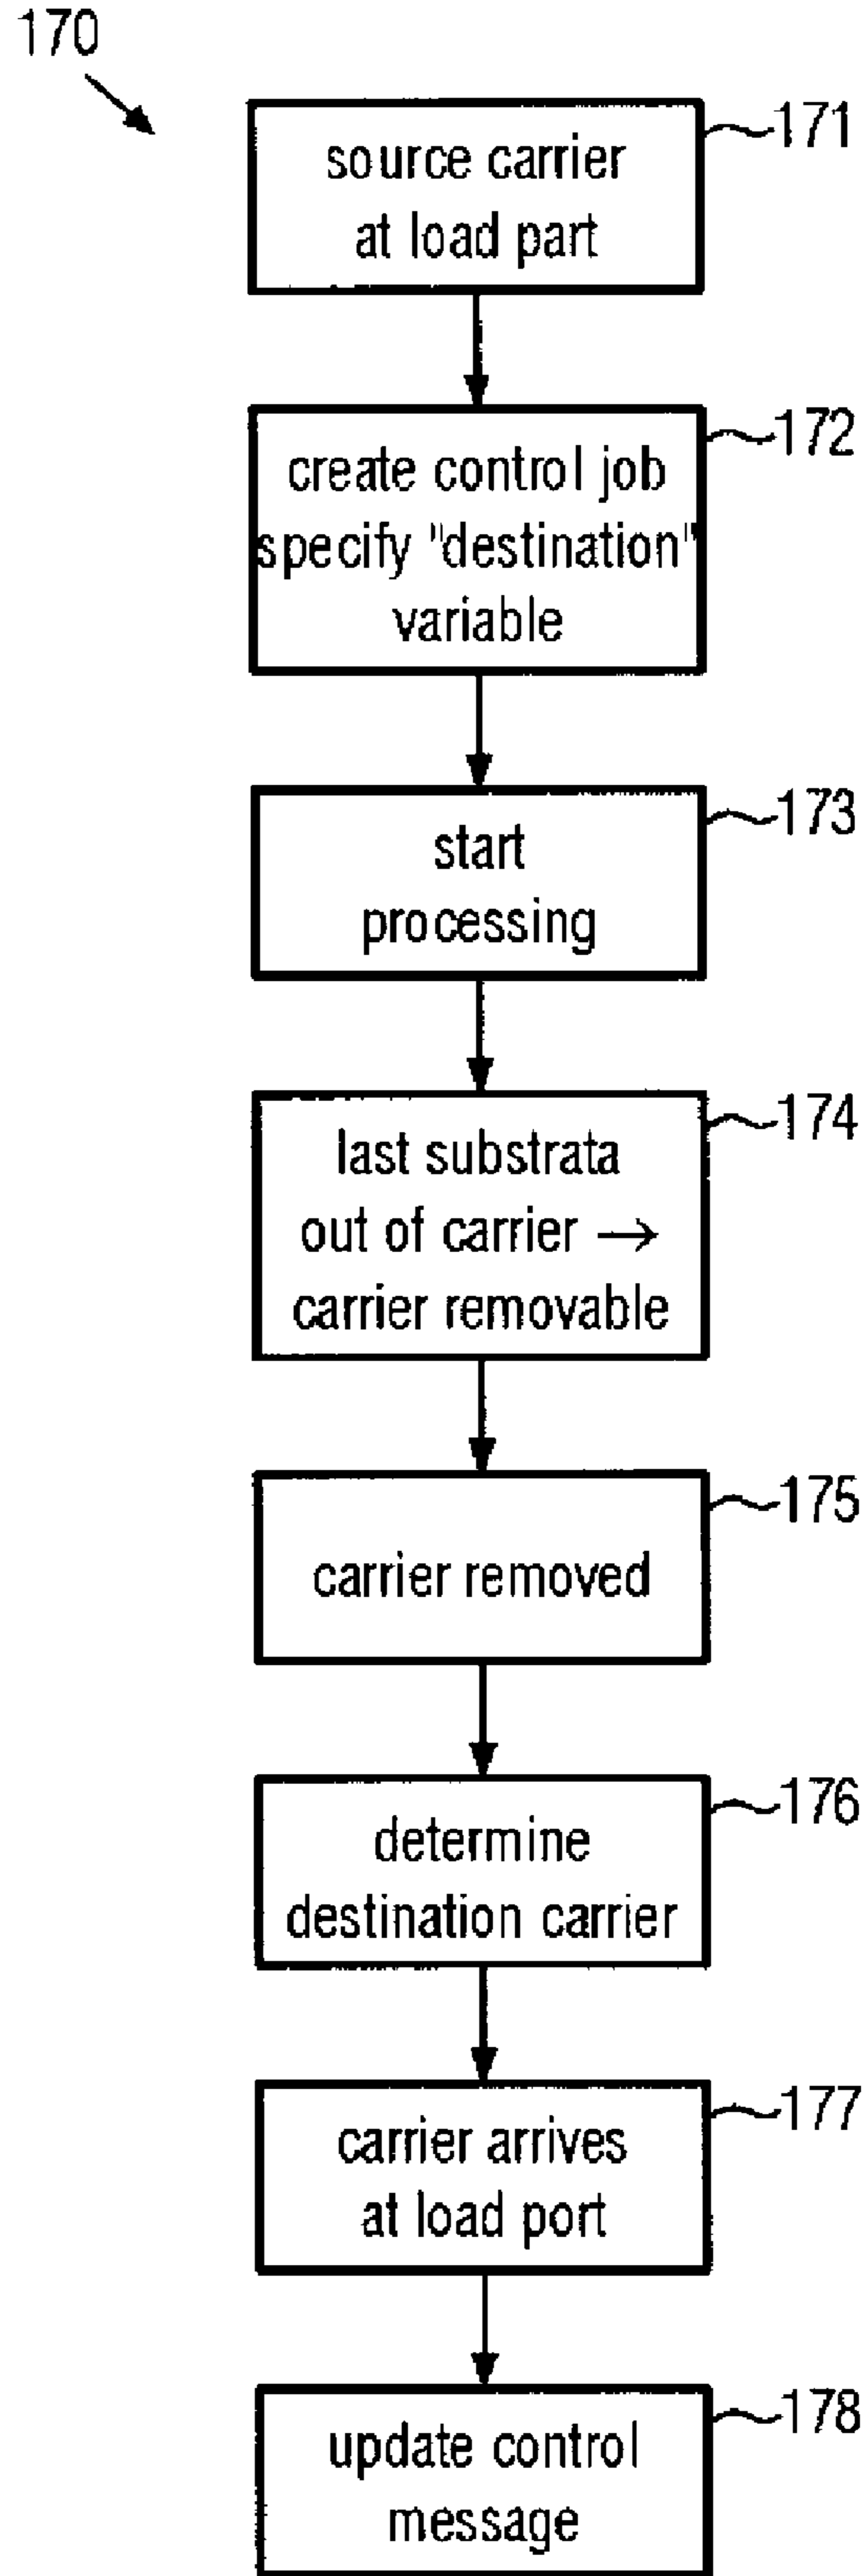 170
source carrier
at load part
171
create control job
specify "destination"
variable
172
start
processing
173
last substrata
out of carrier →
carrier removable
174
carrier removed
175
determine
destination carrier
176
carrier arrives
at load port
177
update control
message
178